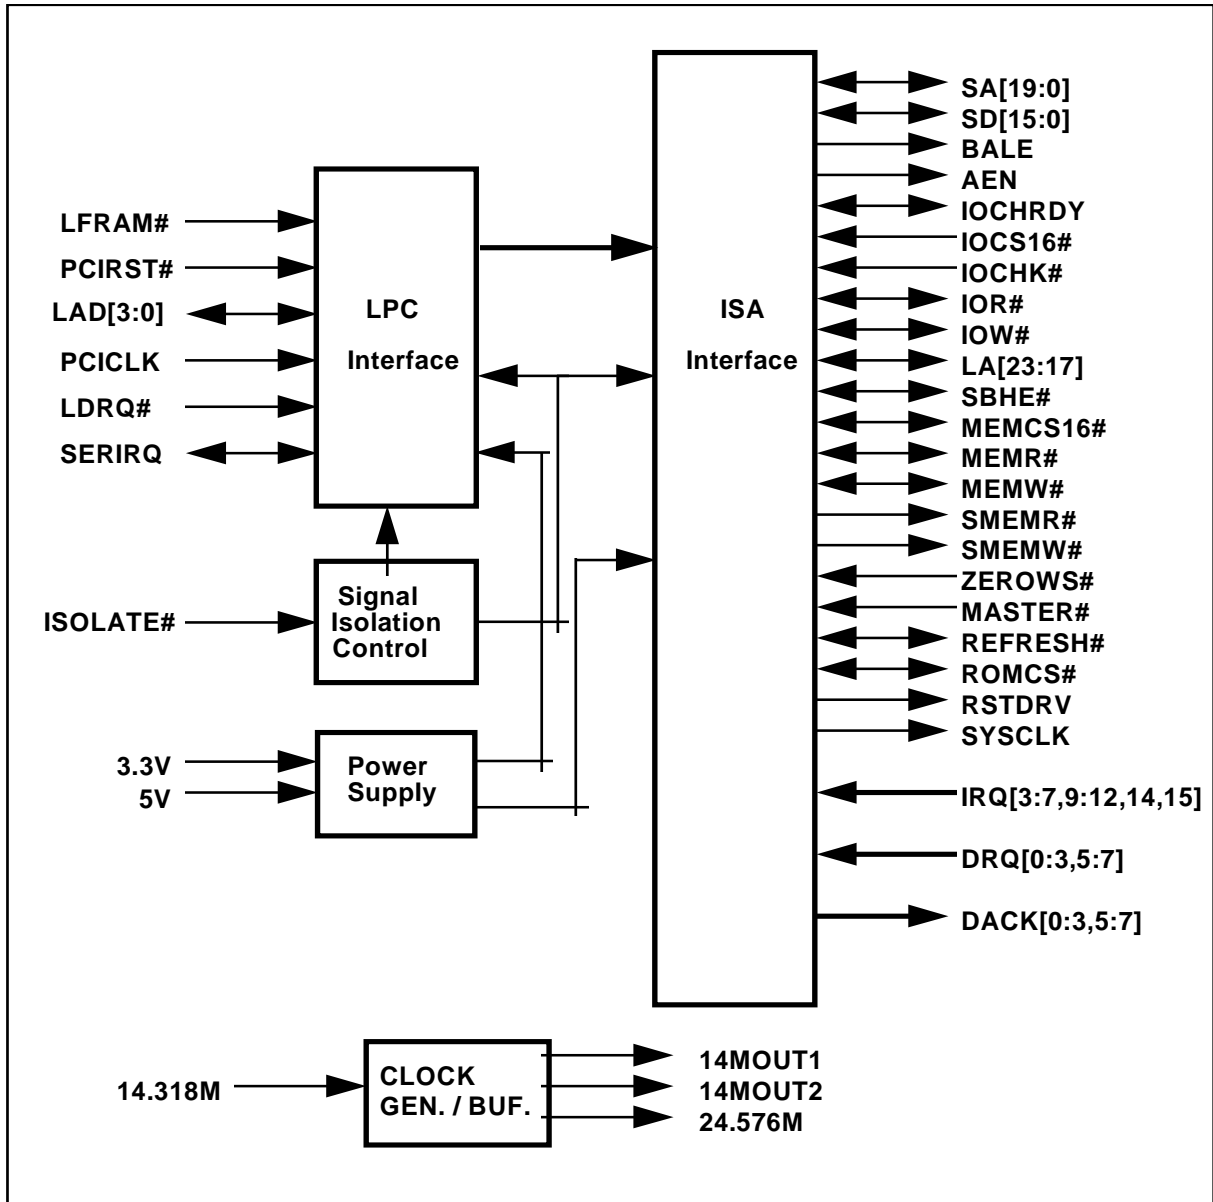 LFRAM#
PCIRST#
LAD[3:0]
PCICLK
LDRQ#
SERIRQ
LPC
Interface
ISOLATE#
Signal
Isolation
Control
3.3V
5V
Power
Supply
ISA
Interface
SA[19:0]
SD[15:0]
BALE
AEN
IOCHRDY
IOCS16#
IOCHK#
IOR#
IOW#
LA[23:17]
SBHE#
MEMCS16#
MEMR#
MEMW#
SMEMR#
SMEMW#
ZEROWS#
MASTER#
REFRESH#
ROMCS#
RSTDRV
SYSCLK
IRQ[3:7,9:12,14,15]
DRQ[0:3,5:7]
DACK[0:3,5:7]
14.318M
CLOCK
GEN. / BUF.
14MOUT1
14MOUT2
24.576M